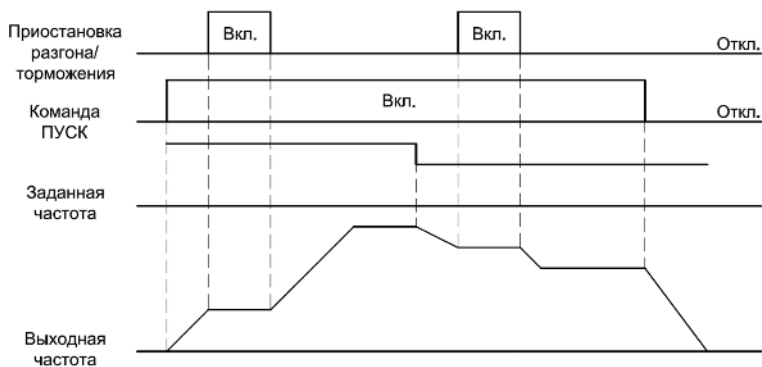 Приостановка
разгона/
торможения
Вкл.
Вкл.
Откл.
Команда
ПУСК
Вкл.
Откл.
Заданная
частота
Выходная
частота